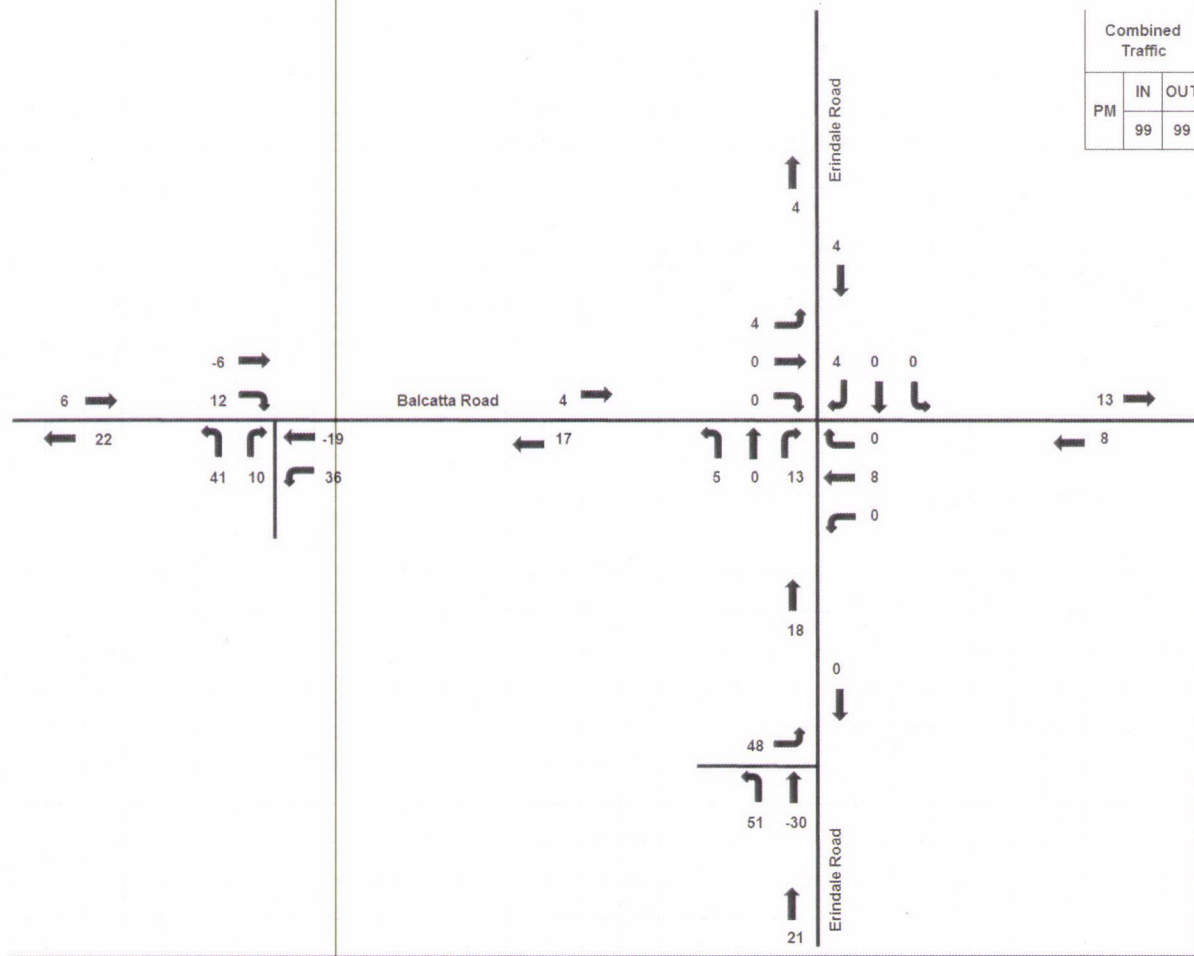 Combined
Traffic
PM IN OUT
99 99
Erindale Road
4
4
4
-6 0 4 0 0
6 12 Balcatta Road 4 0 13
22 -19 17 0 8
41 10 36 5 0 13 8
0
18
0
48
51 -30
Erindale Road
21